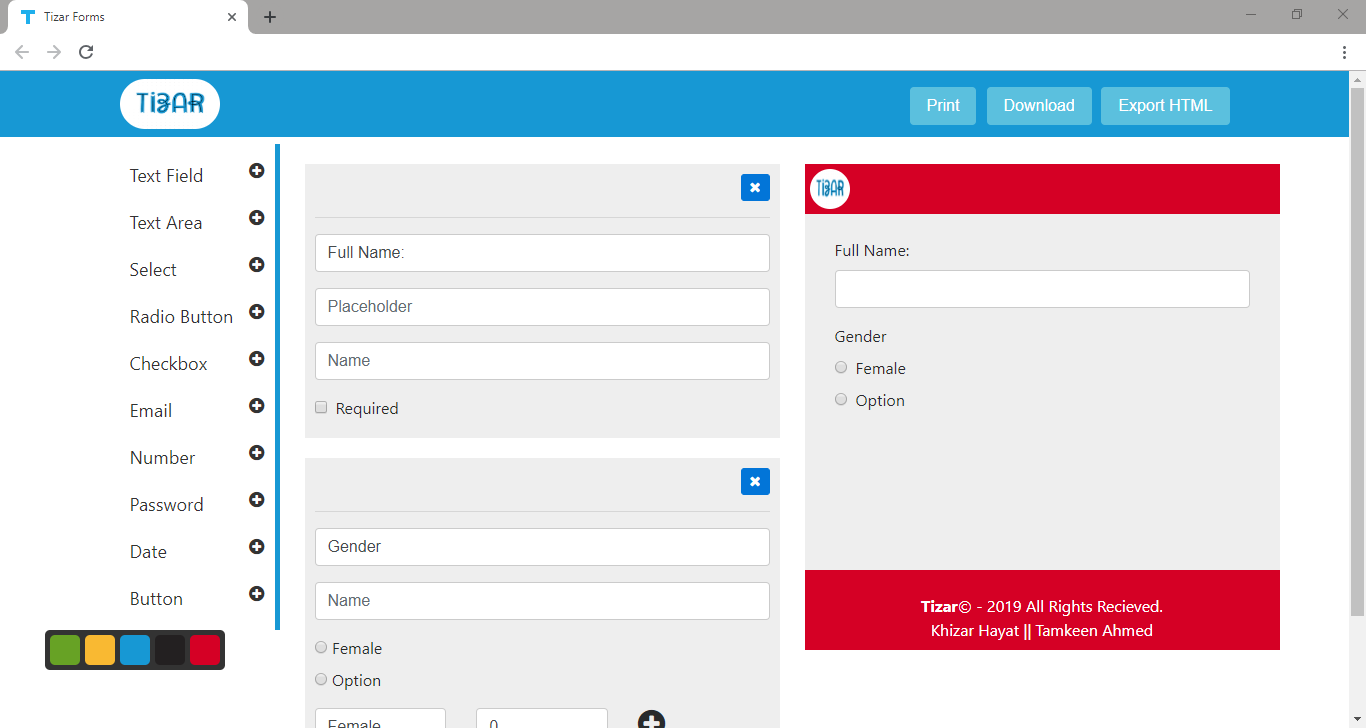 Tizar Forms
TIZAR
Print
Download
Export HTML
Text Field
Text Area
Select
Radio Button
Checkbox
Email
Number
Password
Date
Button
Full Name:
Placeholder
Name
Required
Gender
Name
Female
Option
Female
0
TIZAR
Full Name:
Gender
Female
Option
Tizar© - 2019 All Rights Recieved.
Khizar Hayat || Tamkeen Ahmed